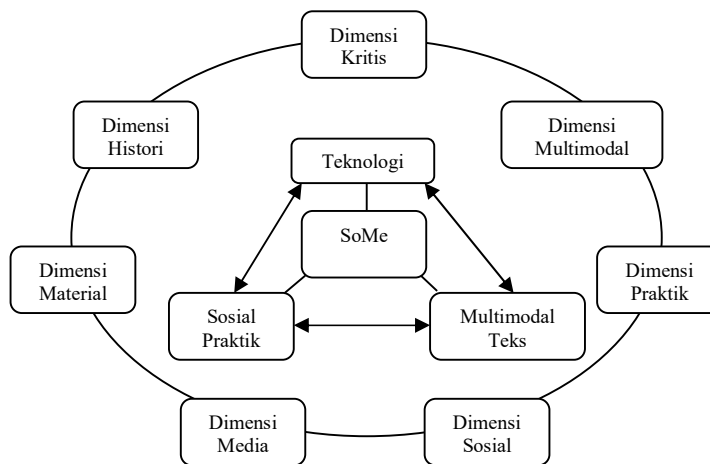 Dimensi
Kritis
Dimensi
Histori
Dimensi
Multimodal
Teknologi
SoMe
Dimensi
Material
Dimensi
Praktik
Sosial
Praktik
Multimodal
Teks
Dimensi
Media
Dimensi
Sosial